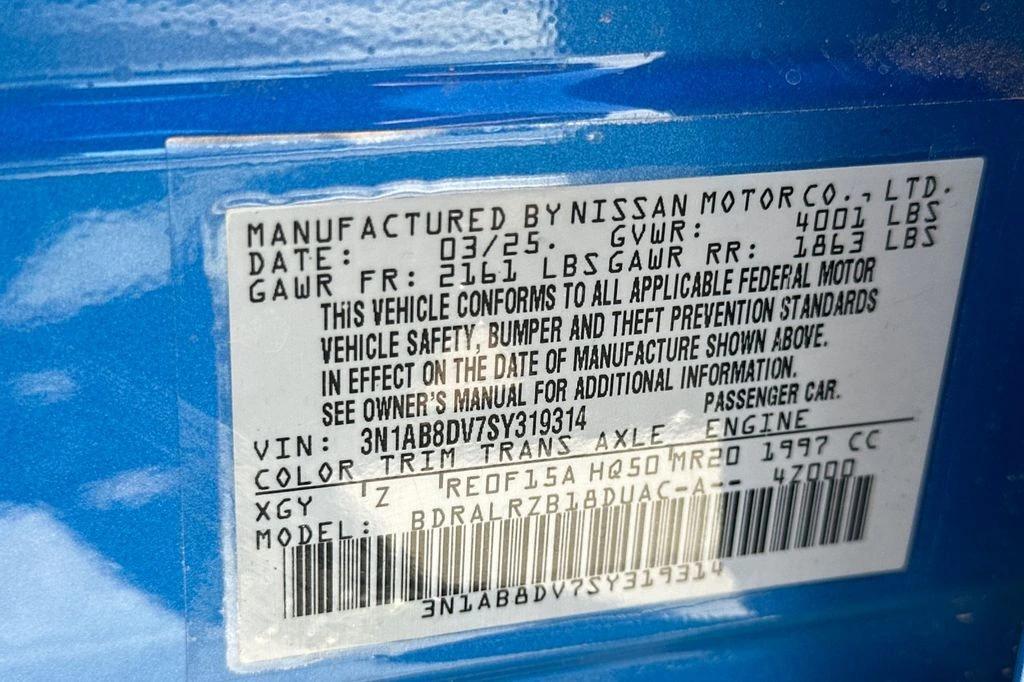 MANUFACTURED BY NISSAN MOTOR CO., LTD.
DATE: 03/25. GVWR: 4001 LBS
GAWR FR: 2161 LBS GAWR RR: 1863 LBS
THIS VEHICLE CONFORMS TO ALL APPLICABLE FEDERAL MOTOR
VEHICLE SAFETY, BUMPER AND THEFT PREVENTION STANDARDS
IN EFFECT ON THE DATE OF MANUFACTURE SHOWN ABOVE.
SEE OWNER'S MANUAL FOR ADDITIONAL INFORMATION.
VIN: 3N1AB8DV7SY319314 PASSENGER CAR.
COLOR TRIM TRANS AXLE ENGINE
XGY Z RE0F15A HQ50 MR20 1997 CC
MODEL: BDRALRZB18DUAC-A-- 4Z000
3N1AB8DV7SY319314